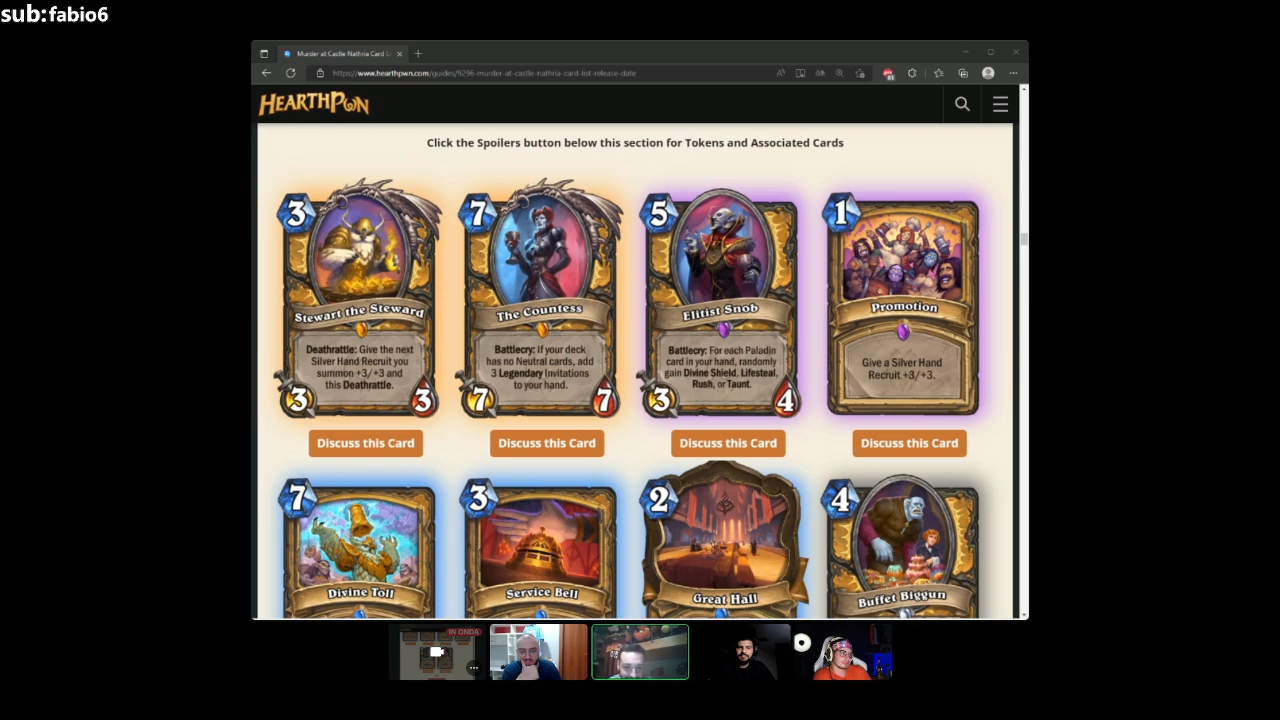 sub:fabio6
Murder at Castle Nathria Card Li
https://www.hearthpwn.com/guides/9296-murder-at-castle-nathria-card-list-release-date
HEARTHPWN
Click the Spoilers button below this section for Tokens and Associated Cards
3
Stewart the Steward
Deathrattle: Give the next
Silver Hand Recruit you
summon +3/+3 and
this Deathrattle.
3
3
7
The Countess
Battlecry: If your deck
has no Neutral cards, add
3 Legendary Invitations
to your hand.
7
7
5
Elitist Snob
Battlecry: For each Paladin
card in your hand, randomly
gain Divine Shield, Lifesteal,
Rush, or Taunt.
3
4
1
Promotion
Give a Silver Hand
Recruit +3/+3.
Discuss this Card
Discuss this Card
Discuss this Card
Discuss this Card
7
Divine Toll
3
Service Bell
2
Great Hall
4
Buffet Biggun
IN ONDA